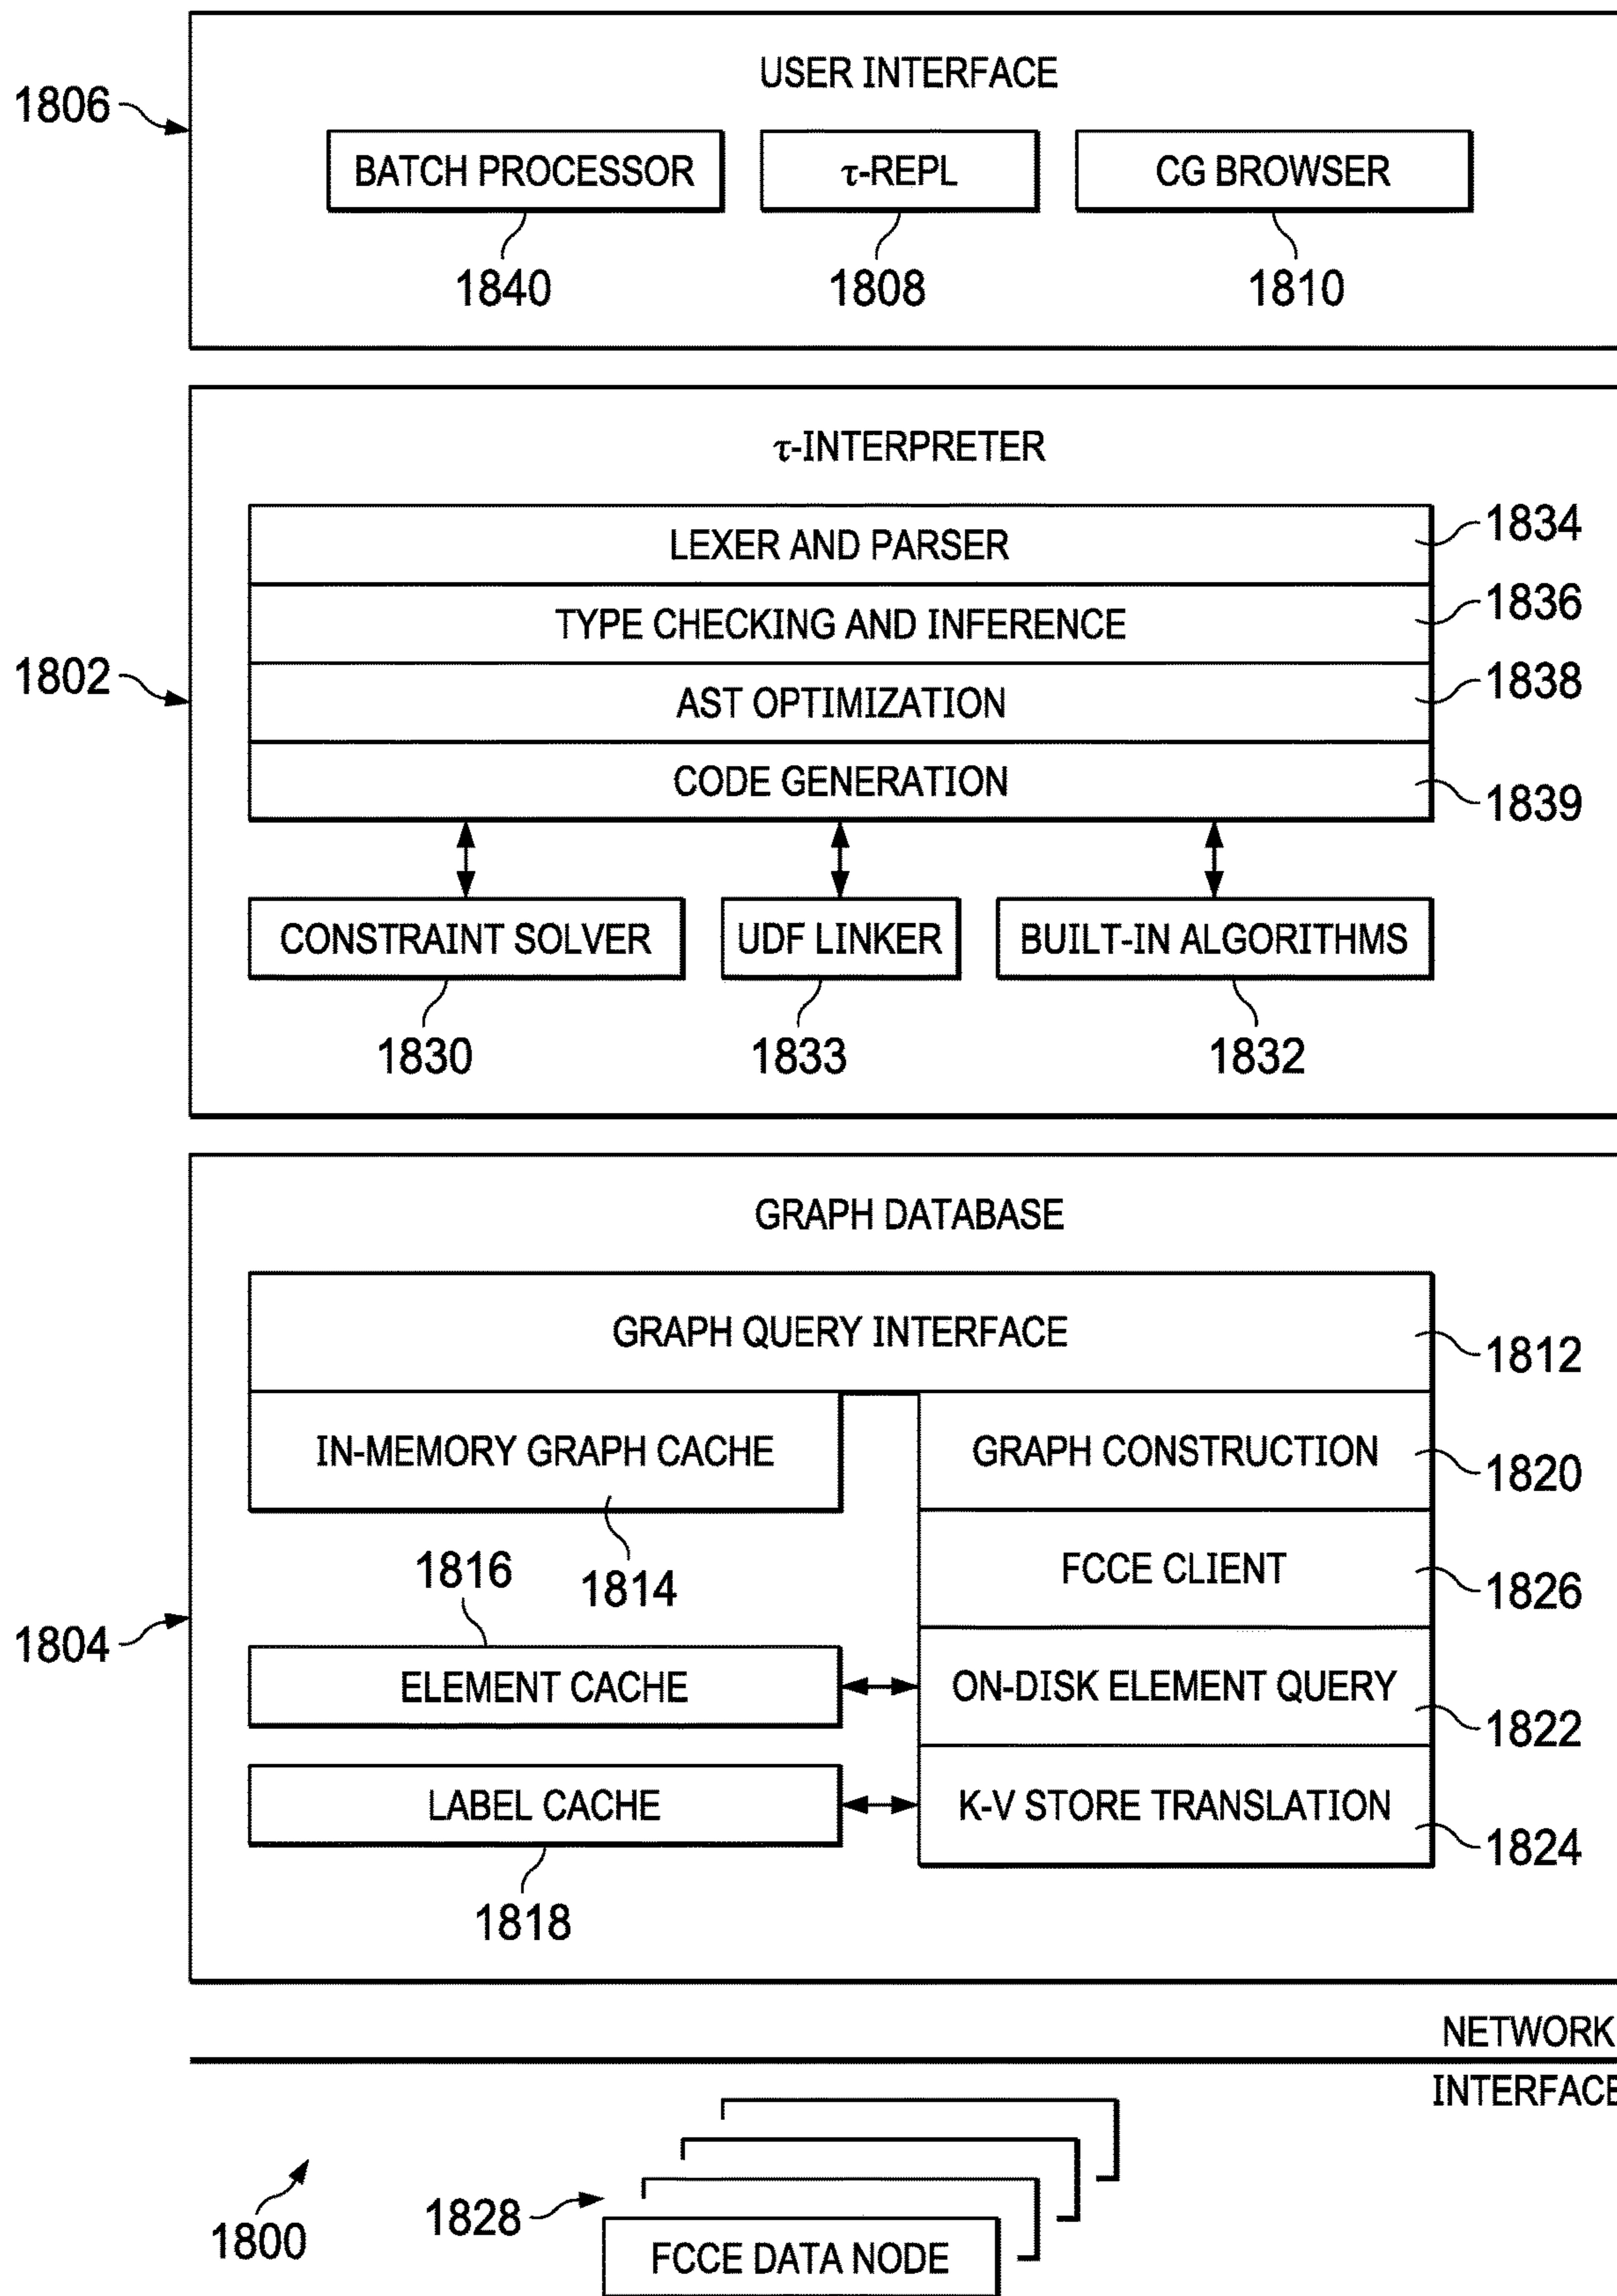 USER INTERFACE
1806
BATCH PROCESSOR
τ-REPL
CG BROWSER
1840
1808
1810
τ-INTERPRETER
LEXER AND PARSER
1834
TYPE CHECKING AND INFERENCE
1836
1802
AST OPTIMIZATION
1838
CODE GENERATION
1839
CONSTRAINT SOLVER
UDF LINKER
BUILT-IN ALGORITHMS
1830
1833
1832
GRAPH DATABASE
GRAPH QUERY INTERFACE
1812
IN-MEMORY GRAPH CACHE
GRAPH CONSTRUCTION
1820
1814
1816
FCCE CLIENT
1826
1804
ELEMENT CACHE
ON-DISK ELEMENT QUERY
1822
LABEL CACHE
K-V STORE TRANSLATION
1824
1818
NETWORK
INTERFACE
1800
1828
FCCE DATA NODE